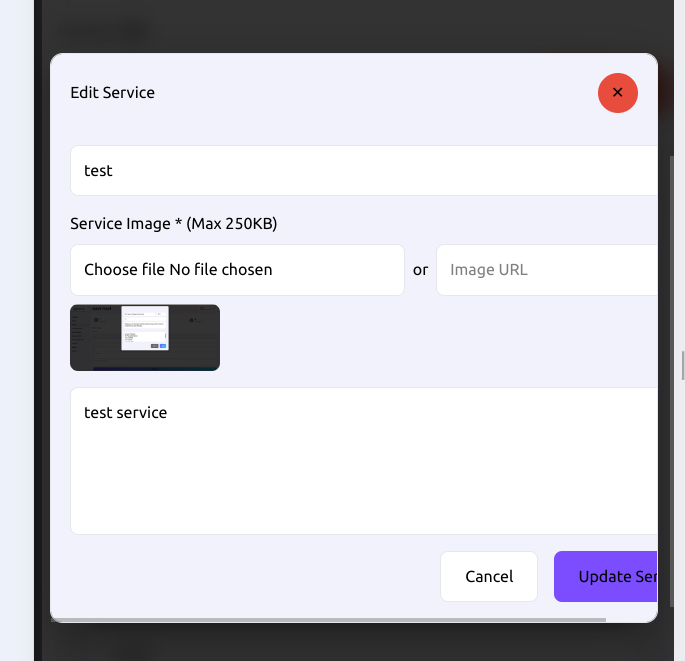 Edit Service
✕
test
Service Image * (Max 250KB)
Choose file No file chosen or Image URL
test service
Cancel Update Ser